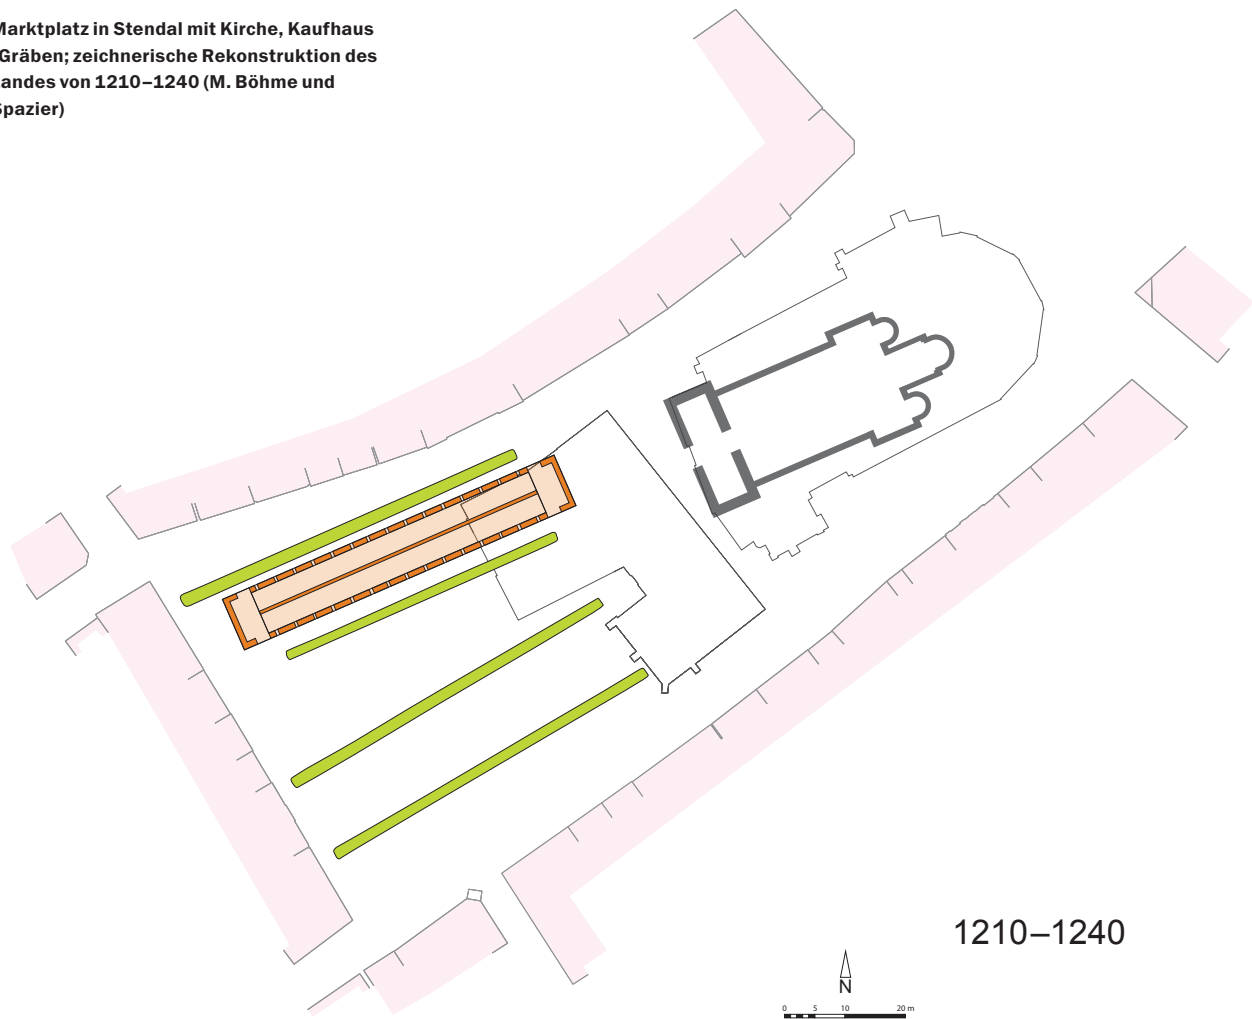 Marktplatz in Stendal mit Kirche, Kaufhaus
Gräben; zeichnerische Rekonstruktion des
andes von 1210–1240 (M. Böhme und
Spazier)
1210–1240
N
0 5 10 20 m